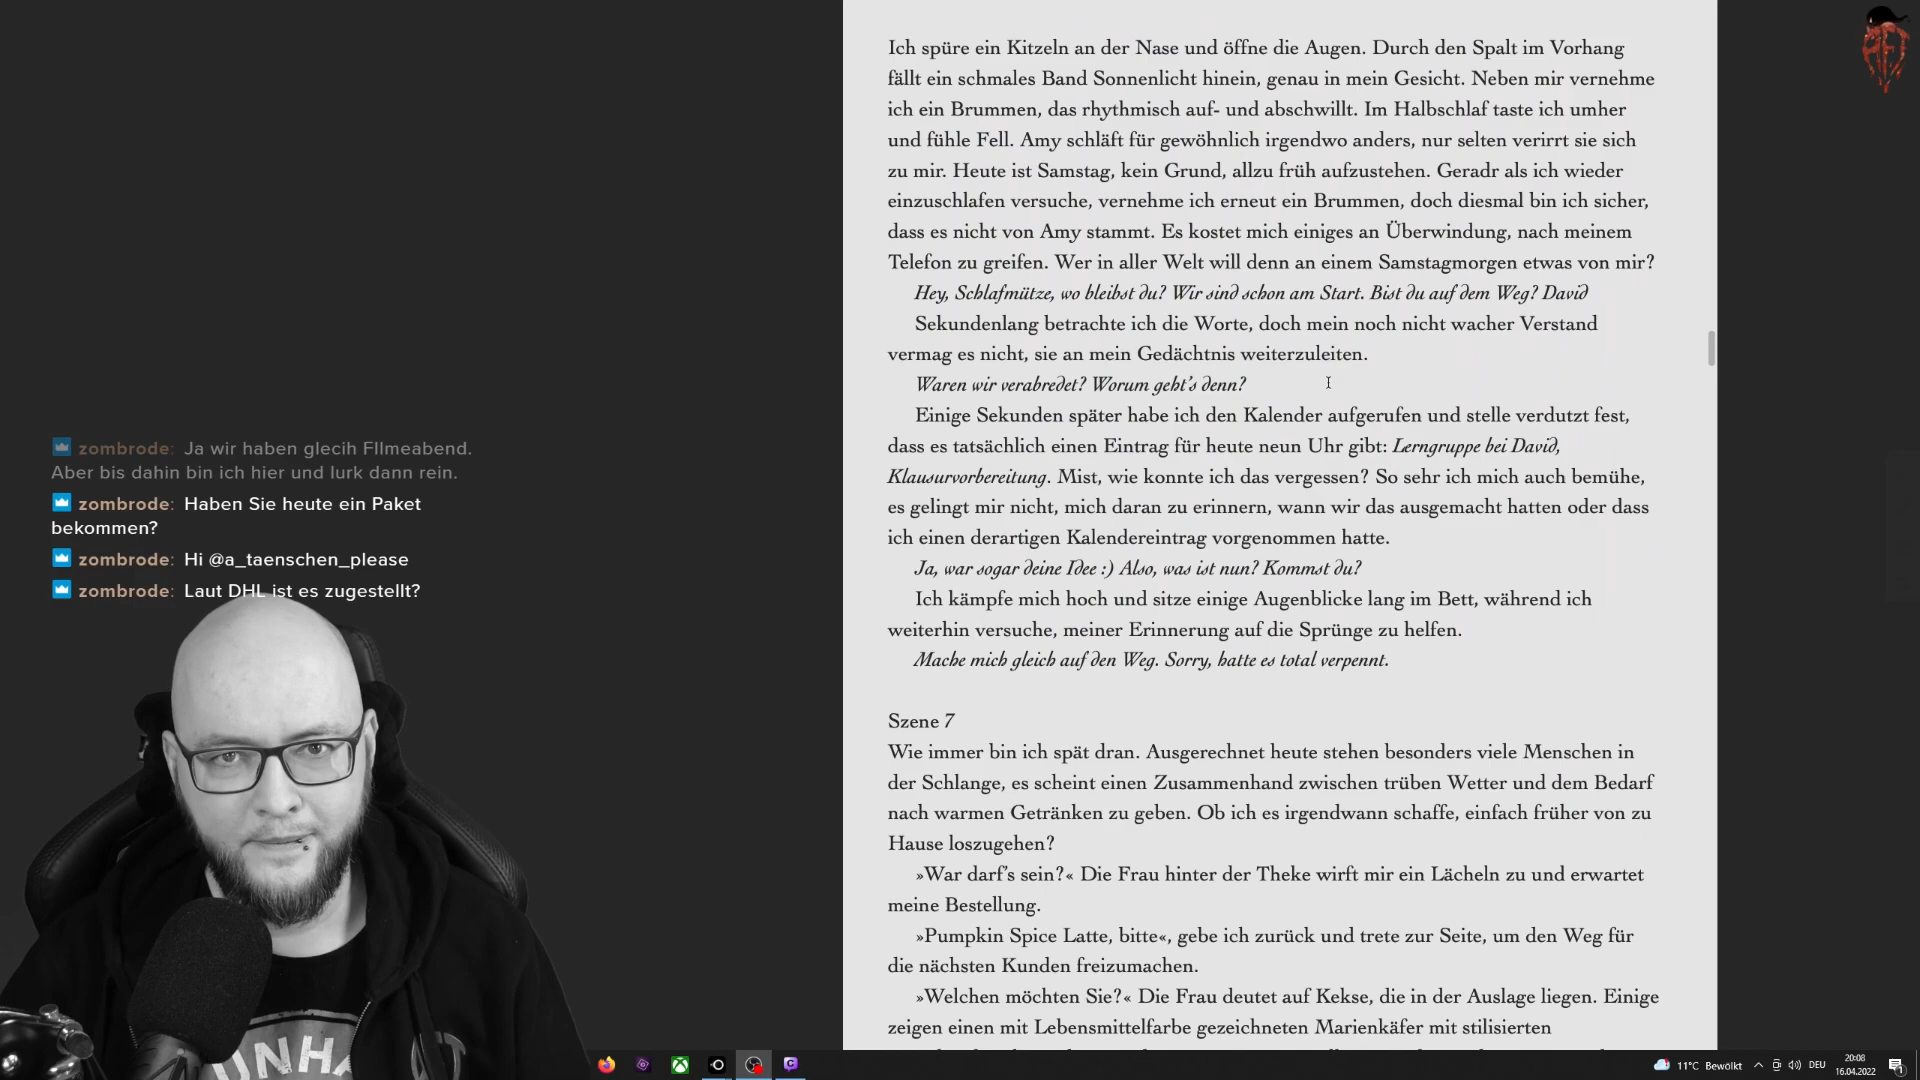 Ich spüre ein Kitzeln an der Nase und öffne die Augen. Durch den Spalt im Vorhang
fällt ein schmales Band Sonnenlicht hinein, genau in mein Gesicht. Neben mir vernehme
ich ein Brummen, das rhythmisch auf- und abschwillt. Im Halbschlaf taste ich umher
und fühle Fell. Amy schläft für gewöhnlich irgendwo anders, nur selten verirrt sie sich
zu mir. Heute ist Samstag, kein Grund, allzu früh aufzustehen. Geradr als ich wieder
einzuschlafen versuche, vernehme ich erneut ein Brummen, doch diesmal bin ich sicher,
dass es nicht von Amy stammt. Es kostet mich einiges an Überwindung, nach meinem
Telefon zu greifen. Wer in aller Welt will denn an einem Samstagmorgen etwas von mir?
Hey, Schlafmütze, wo bleibst du? Wir sind schon am Start. Bist du auf dem Weg? David
Sekundenlang betrachte ich die Worte, doch mein noch nicht wacher Verstand
vermag es nicht, sie an mein Gedächtnis weiterzuleiten.
Waren wir verabredet? Worum geht's denn?
Einige Sekunden später habe ich den Kalender aufgerufen und stelle verdutzt fest,
dass es tatsächlich einen Eintrag für heute neun Uhr gibt: Lerngruppe bei David,
Klausurvorbereitung. Mist, wie konnte ich das vergessen? So sehr ich mich auch bemühe,
es gelingt mir nicht, mich daran zu erinnern, wann wir das ausgemacht hatten oder dass
ich einen derartigen Kalendereintrag vorgenommen hatte.
Ja, war sogar deine Idee :) Also, was ist nun? Kommst du?
Ich kämpfe mich hoch und sitze einige Augenblicke lang im Bett, während ich
weiterhin versuche, meiner Erinnerung auf die Sprünge zu helfen.
Mache mich gleich auf den Weg. Sorry, hatte es total verpennt.
Szene 7
Wie immer bin ich spät dran. Ausgerechnet heute stehen besonders viele Menschen in
der Schlange, es scheint einen Zusammenhand zwischen trüben Wetter und dem Bedarf
nach warmen Getränken zu geben. Ob ich es irgendwann schaffe, einfach früher von zu
Hause loszugehen?
»War darf's sein?« Die Frau hinter der Theke wirft mir ein Lächeln zu und erwartet
meine Bestellung.
»Pumpkin Spice Latte, bitte«, gebe ich zurück und trete zur Seite, um den Weg für
die nächsten Kunden freizumachen.
»Welchen möchten Sie?« Die Frau deutet auf Kekse, die in der Auslage liegen. Einige
zeigen einen mit Lebensmittelfarbe gezeichneten Marienkäfer mit stilisierten
zombrode: Ja wir haben glecih FIlmeabend.
Aber bis dahin bin ich hier und lurk dann rein.
zombrode: Haben Sie heute ein Paket
bekommen?
zombrode: Hi @a_taenschen_please
zombrode: Laut DHL ist es zugestellt?
11°C Bewölkt
DEU
20:08
16.04.2022